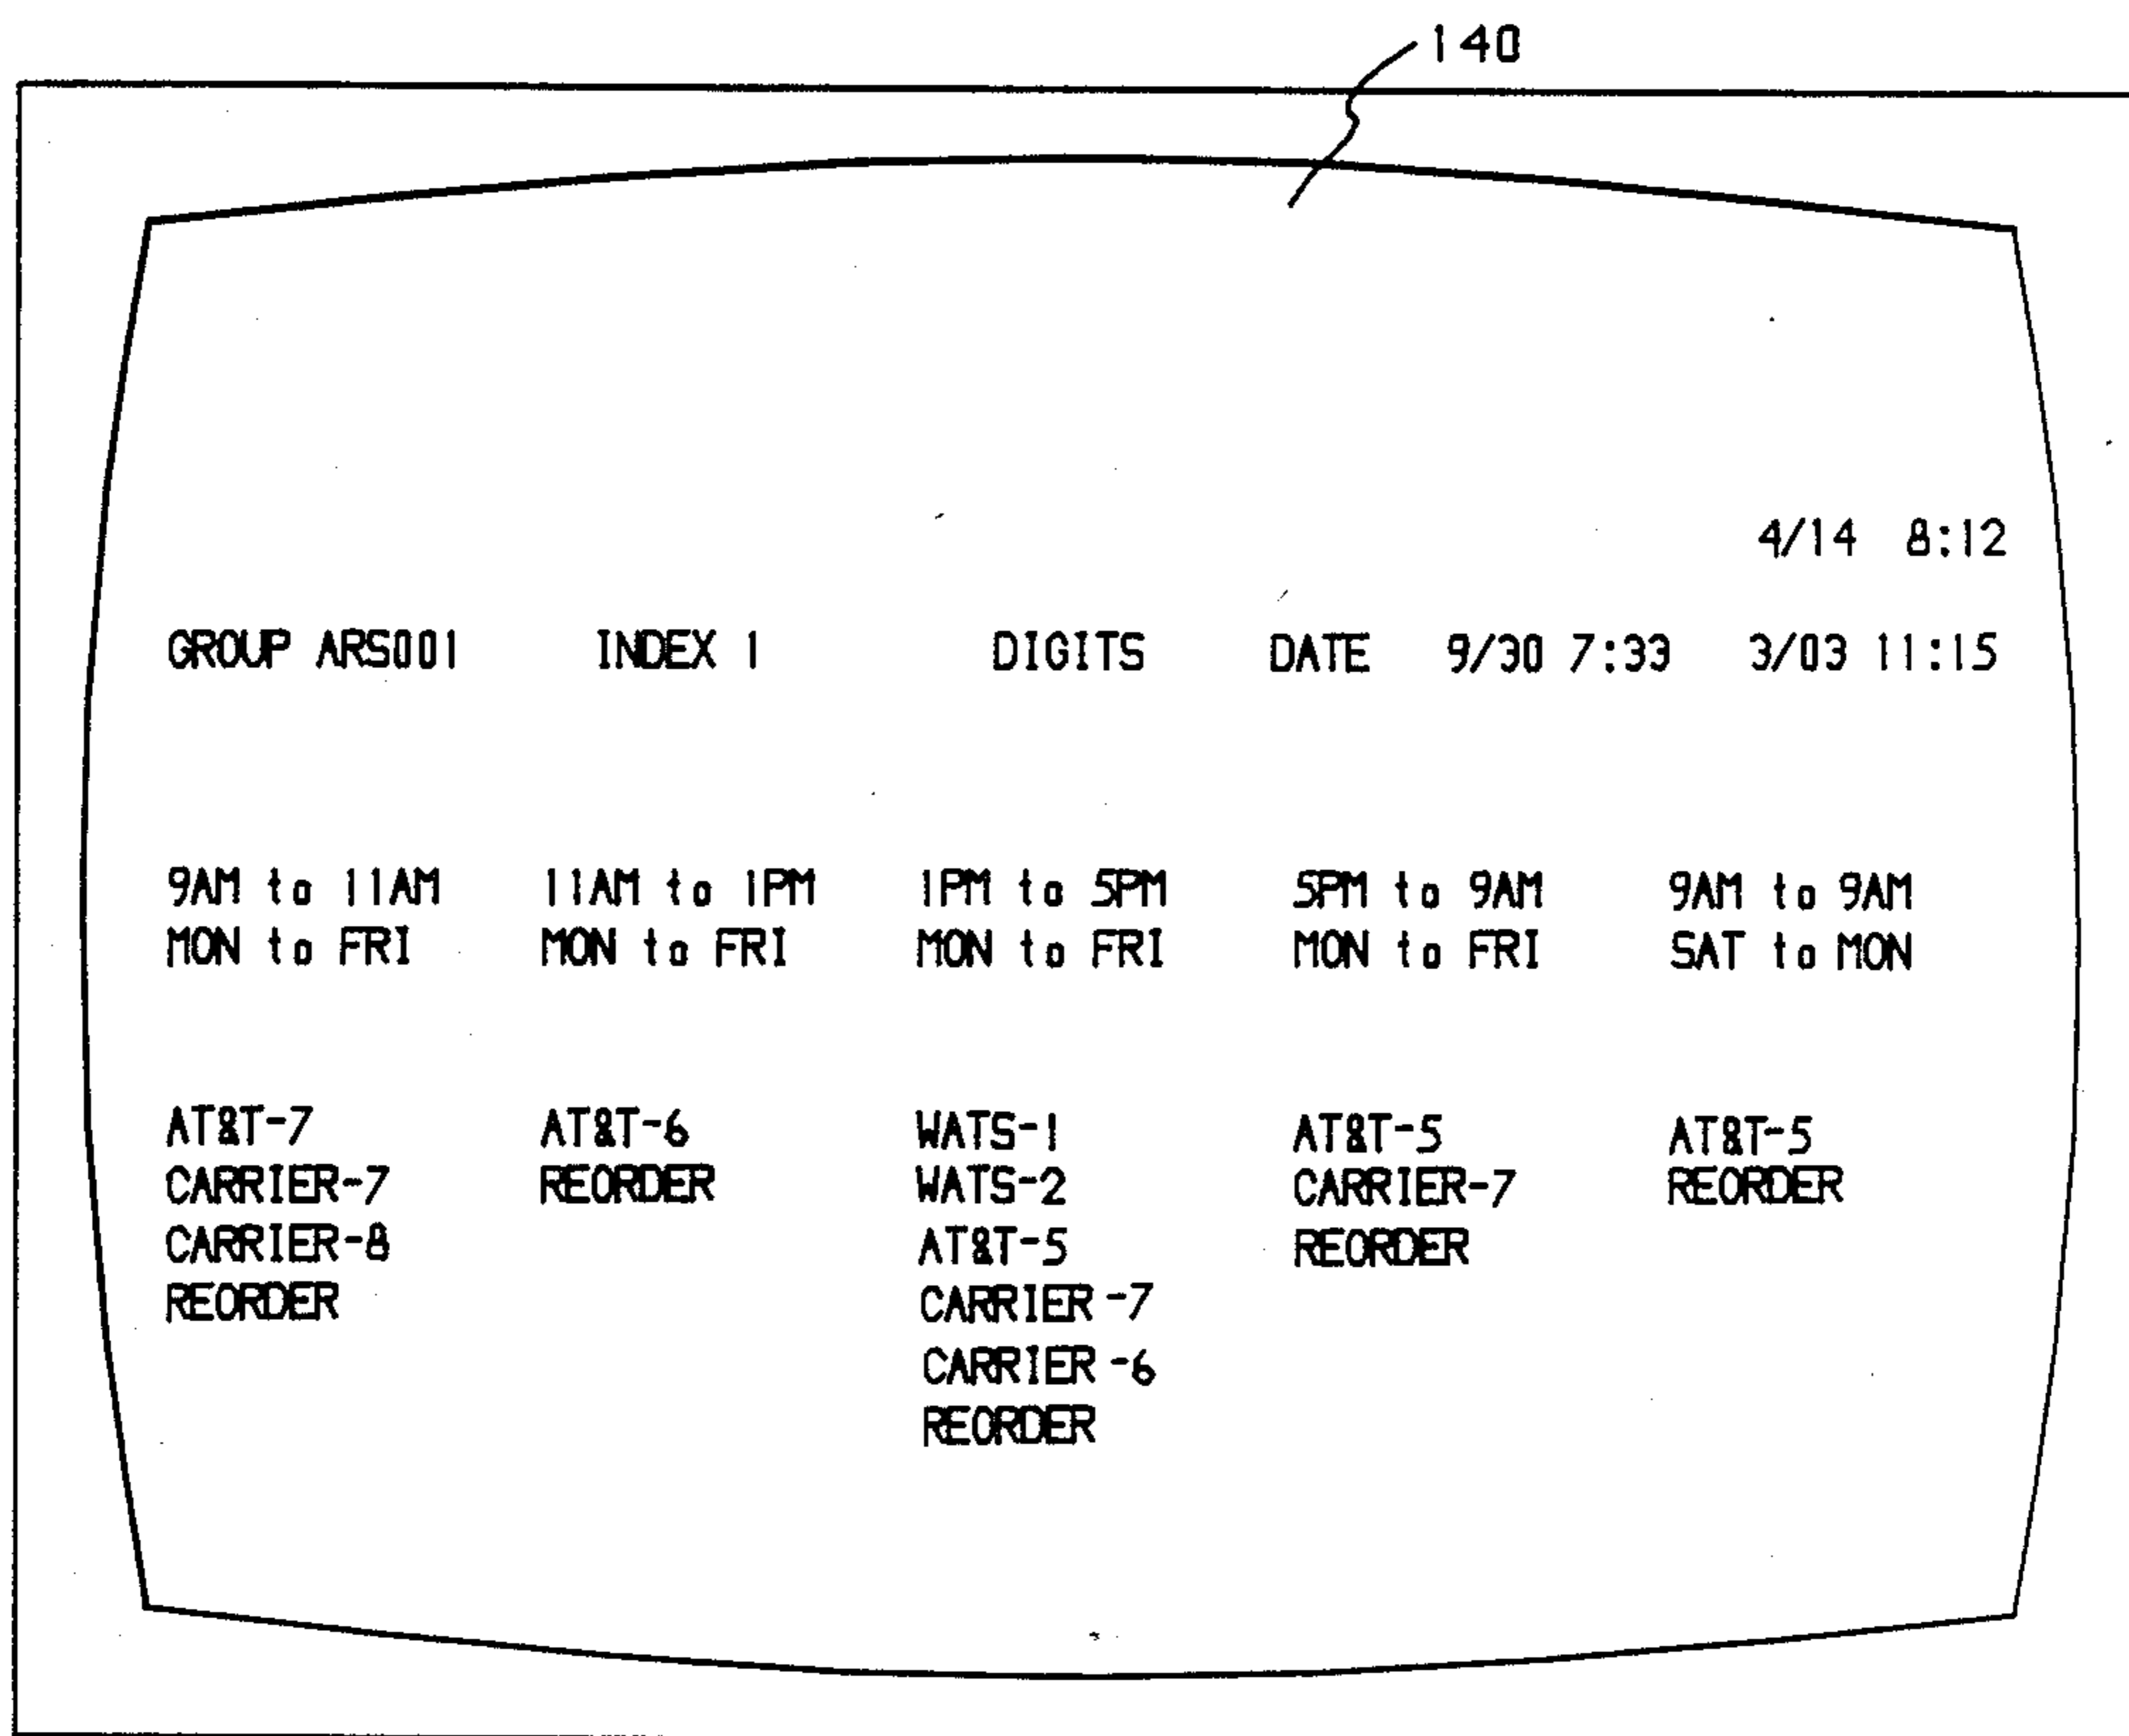 140
4/14 8:12
GROUP ARS001 INDEX 1 DIGITS DATE 9/30 7:33 3/03 11:15
9AM to 11AM 11AM to 1PM 1PM to 5PM 5PM to 9AM 9AM to 9AM
MON to FRI MON to FRI MON to FRI MON to FRI SAT to MON
AT&T-7 AT&T-6 WATS-1 AT&T-5 AT&T-5
CARRIER-7 REORDER WATS-2 CARRIER-7 REORDER
CARRIER-8 AT&T-5 REORDER
REORDER CARRIER-7
CARRIER-6
REORDER